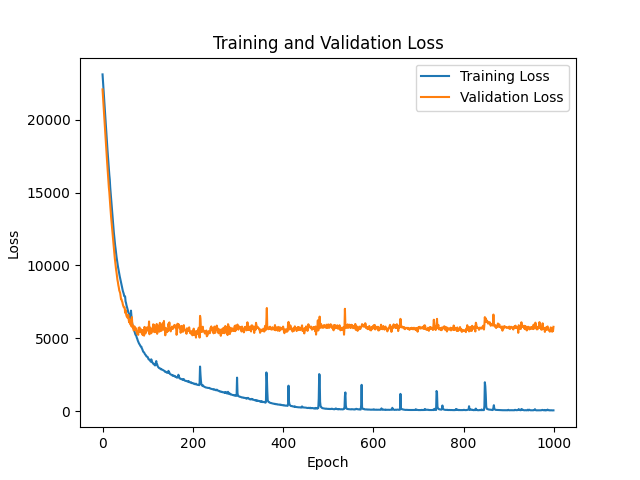 Training and Validation Loss
Training Loss
Validation Loss
Loss
20000
15000
10000
5000
0
0 200 400 600 800 1000
Epoch